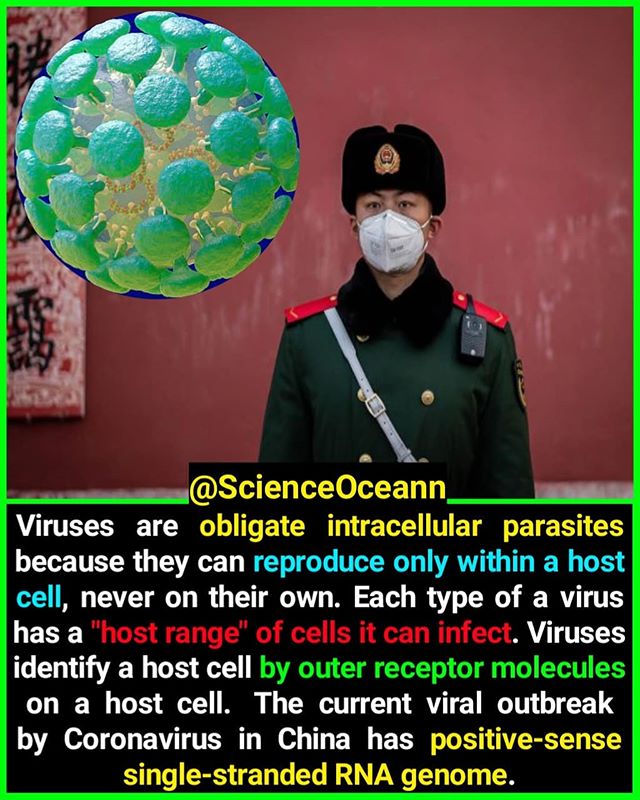 勝
@ScienceOceann
Viruses are obligate intracellular parasites
because they can reproduce only within a host
cell, never on their own. Each type of a virus
has a "host range" of cells it can infect. Viruses
identify a host cell by outer receptor molecules
on a host cell. The current viral outbreak
by Coronavirus in China has positive-sense
single-stranded RNA genome.